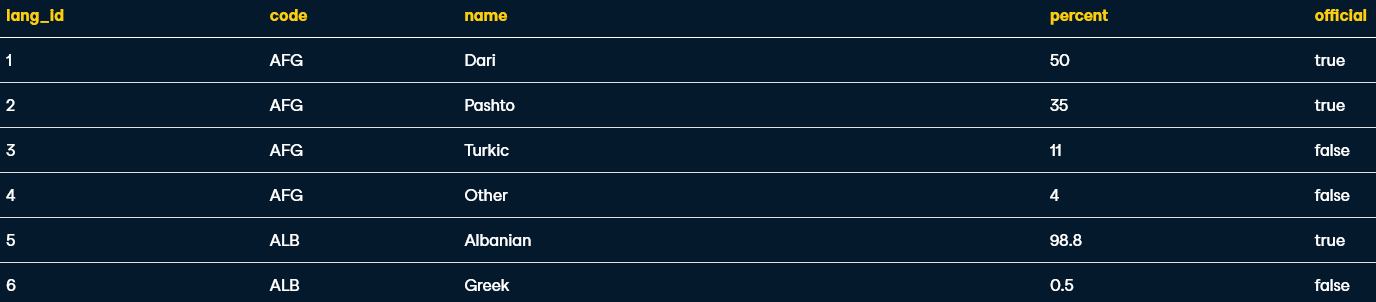 lang_id code name percent official
1 AFG Dari 50 true
2 AFG Pashto 35 true
3 AFG Turkic 11 false
4 AFG Other 4 false
5 ALB Albanian 98.8 true
6 ALB Greek 0.5 false